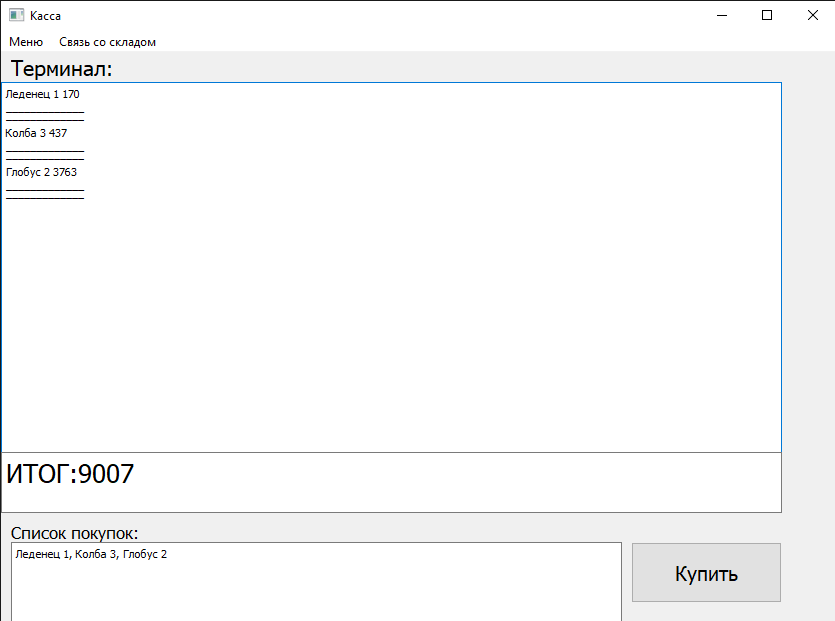 Касса
Меню Связь со складом
Терминал:
Леденец 1 170
Колба 3 437
Глобус 2 3763
ИТОГ:9007
Список покупок:
Леденец 1, Колба 3, Глобус 2
Купить